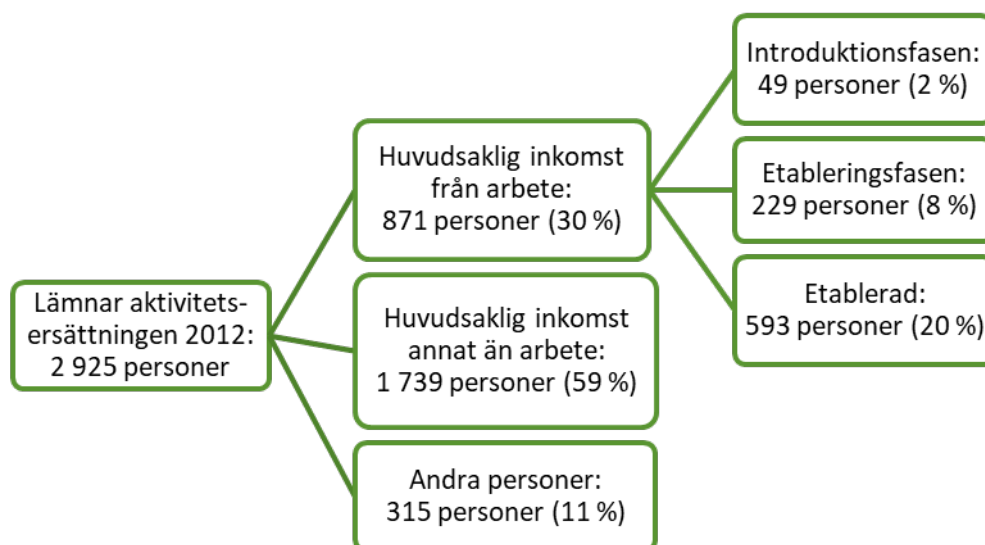 Lämnar aktivitets-
ersättningen 2012:
2 925 personer
Huvudsaklig inkomst
från arbete:
871 personer (30 %)
Huvudsaklig inkomst
annat än arbete:
1 739 personer (59 %)
Andra personer:
315 personer (11 %)
Introduktionsfasen:
49 personer (2 %)
Etableringsfasen:
229 personer (8 %)
Etablerad:
593 personer (20 %)